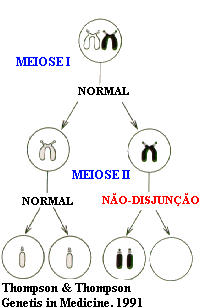 MEIOSE I
NORMAL
MEIOSE II
NORMAL
NÃO-DISJUNÇÃO
Thompson & Thompson
Genetis in Medicine. 1991